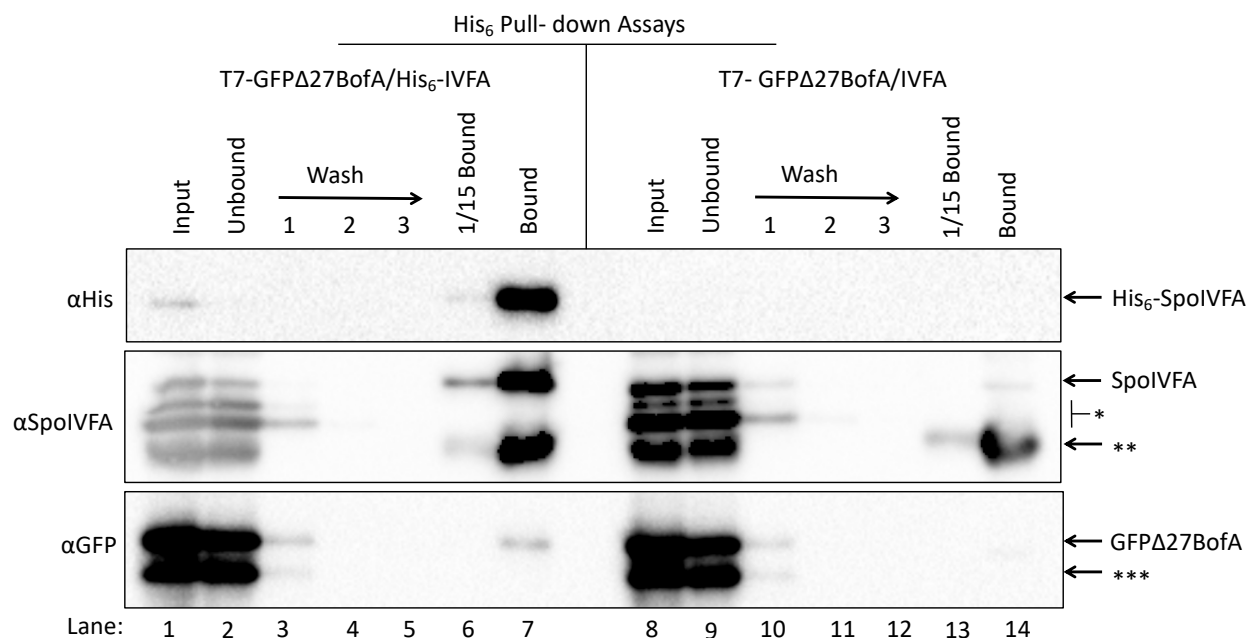 His₆ Pull- down Assays
T7-GFPΔ27BofA/His₆-IVFA
T7- GFPΔ27BofA/IVFA
Input
Unbound
Wash
1 2 3
1/15 Bound
Bound
Input
Unbound
Wash
1 2 3
1/15 Bound
Bound
αHis
His₆-SpoIVFA
αSpoIVFA
SpoIVFA
*
**
αGFP
GFPΔ27BofA
***
Lane: 1 2 3 4 5 6 7 8 9 10 11 12 13 14